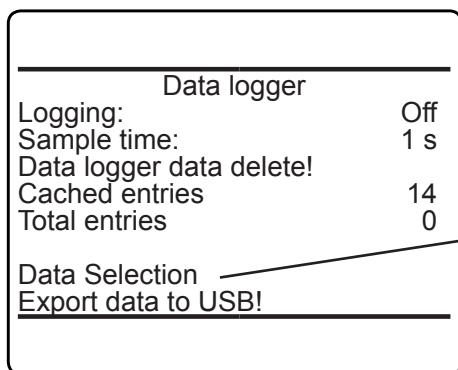 Data logger
Logging: Off
Sample time: 1 s
Data logger data delete!
Cached entries 14
Total entries 0
Data Selection
Export data to USB!